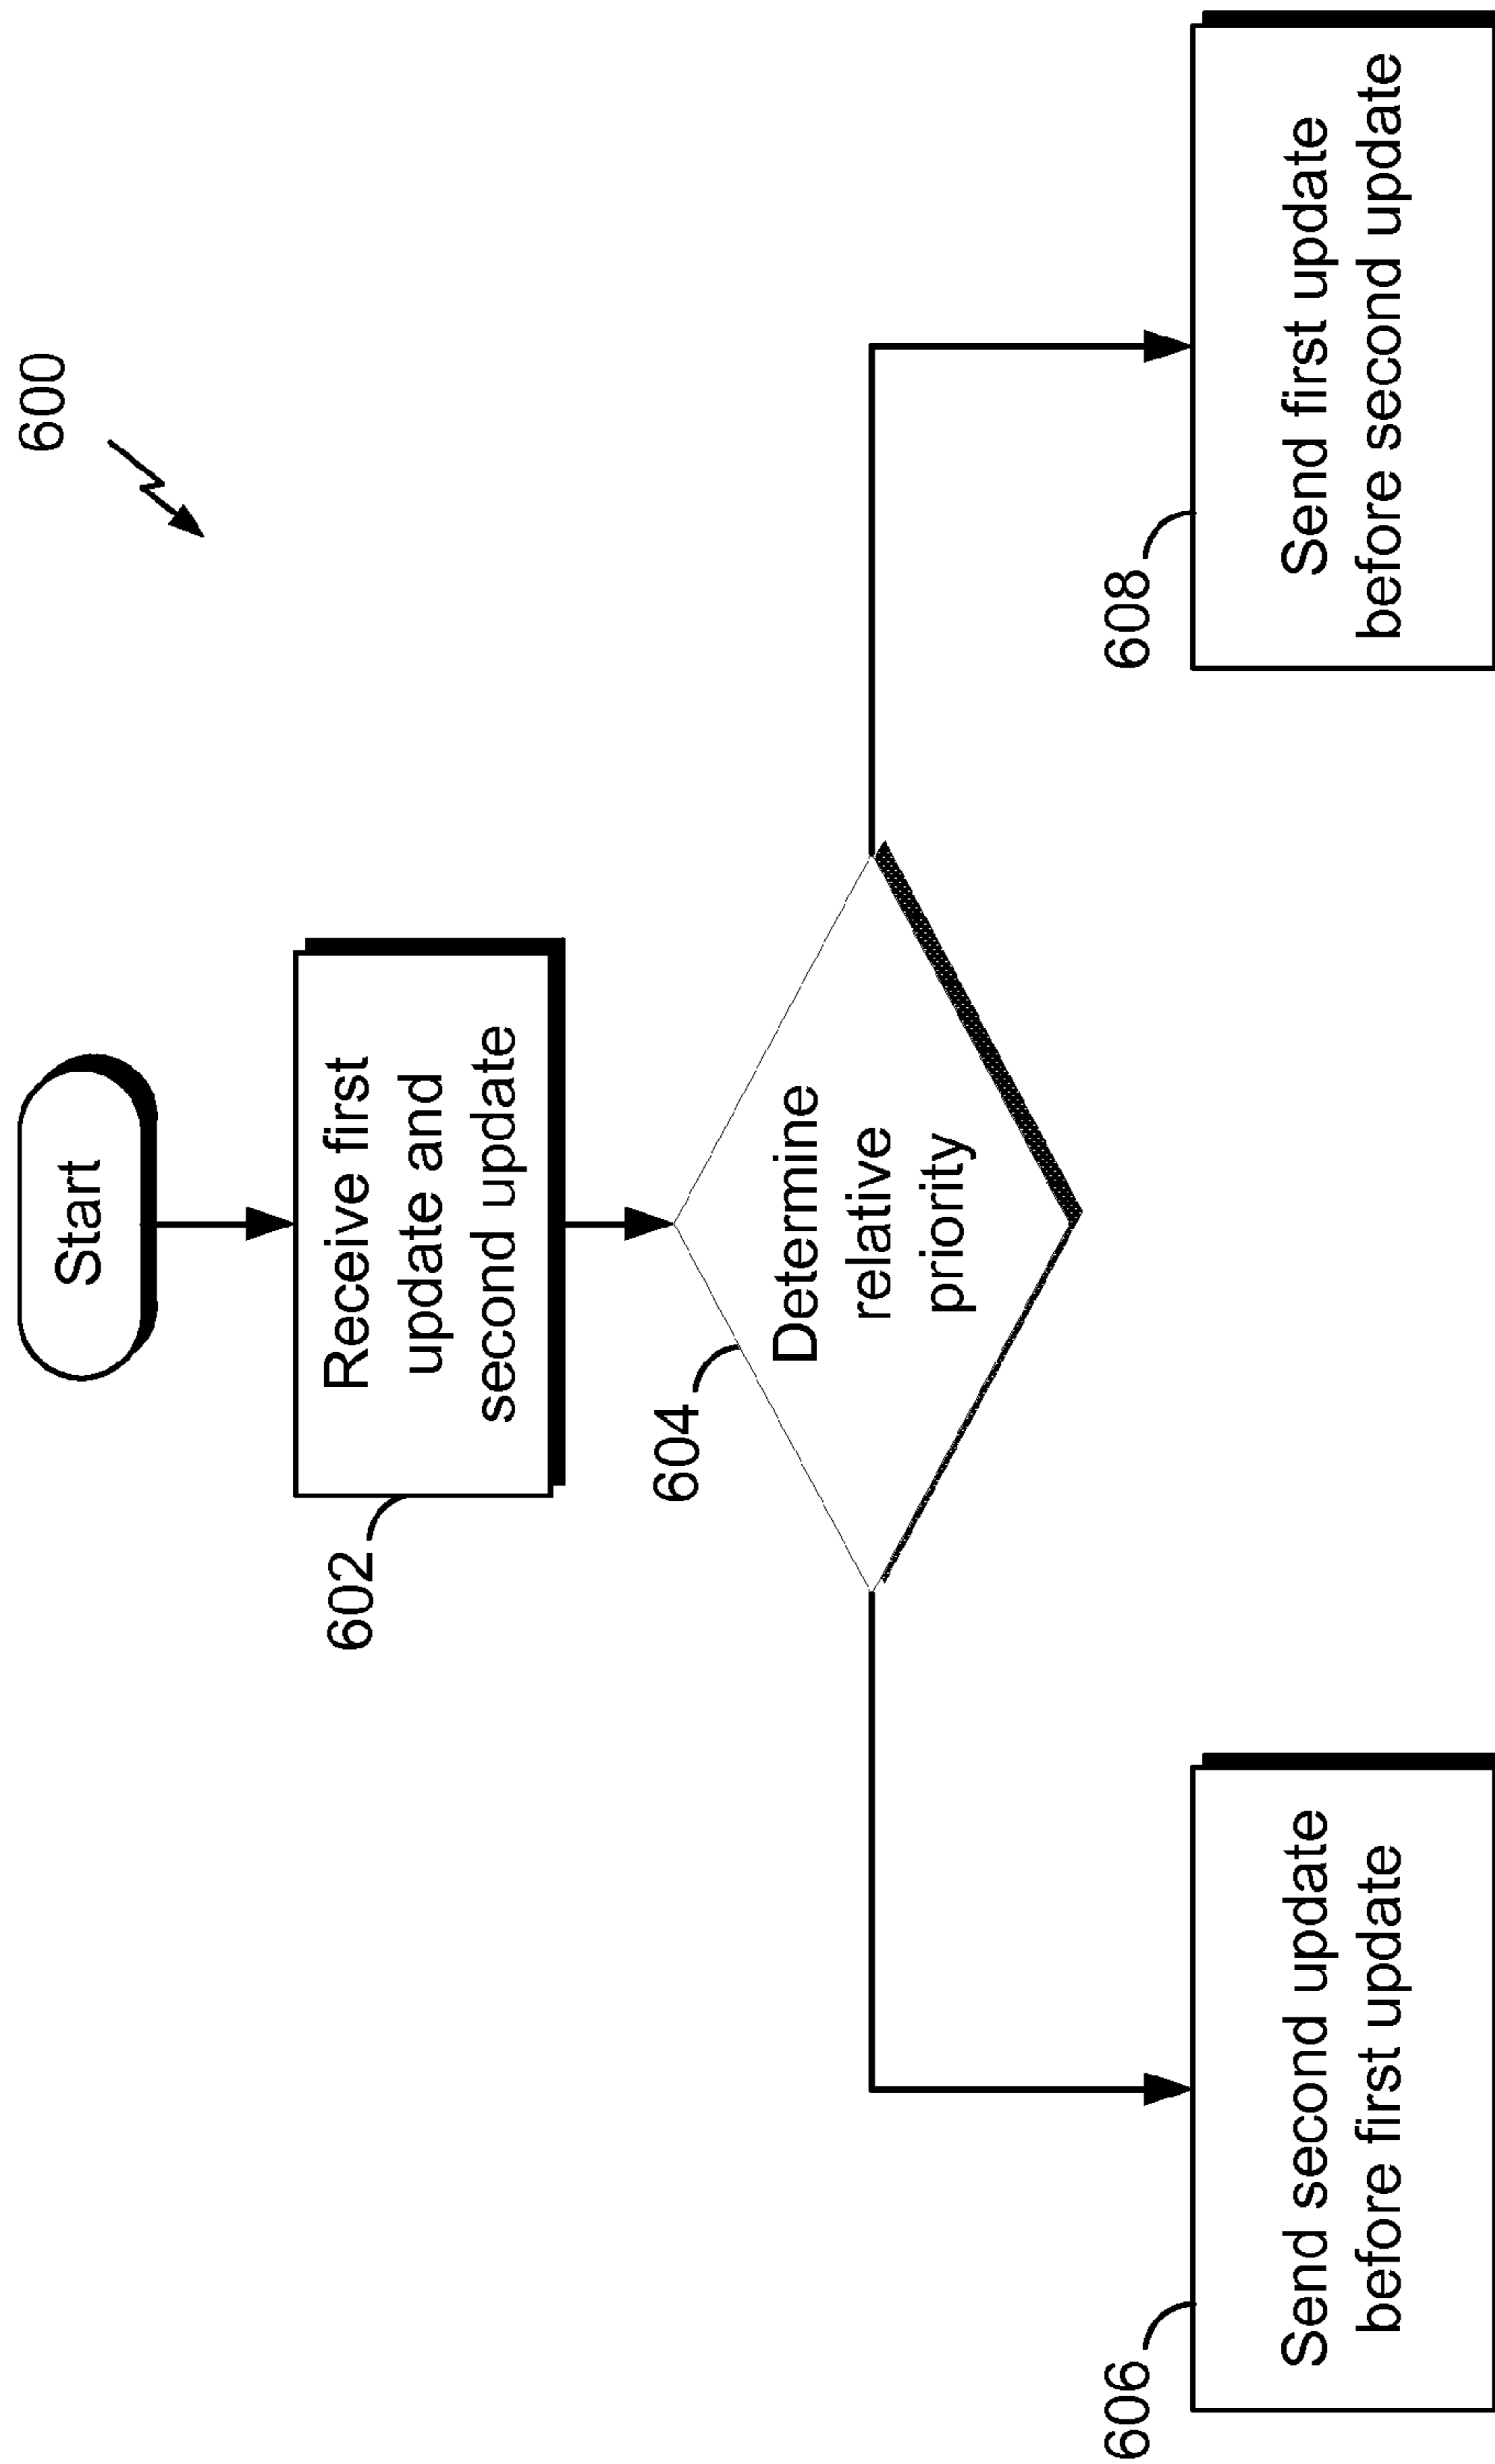 600
Start
602
Receive first
update and
second update
604
Determine
relative
priority
606
Send second update
before first update
608
Send first update
before second update